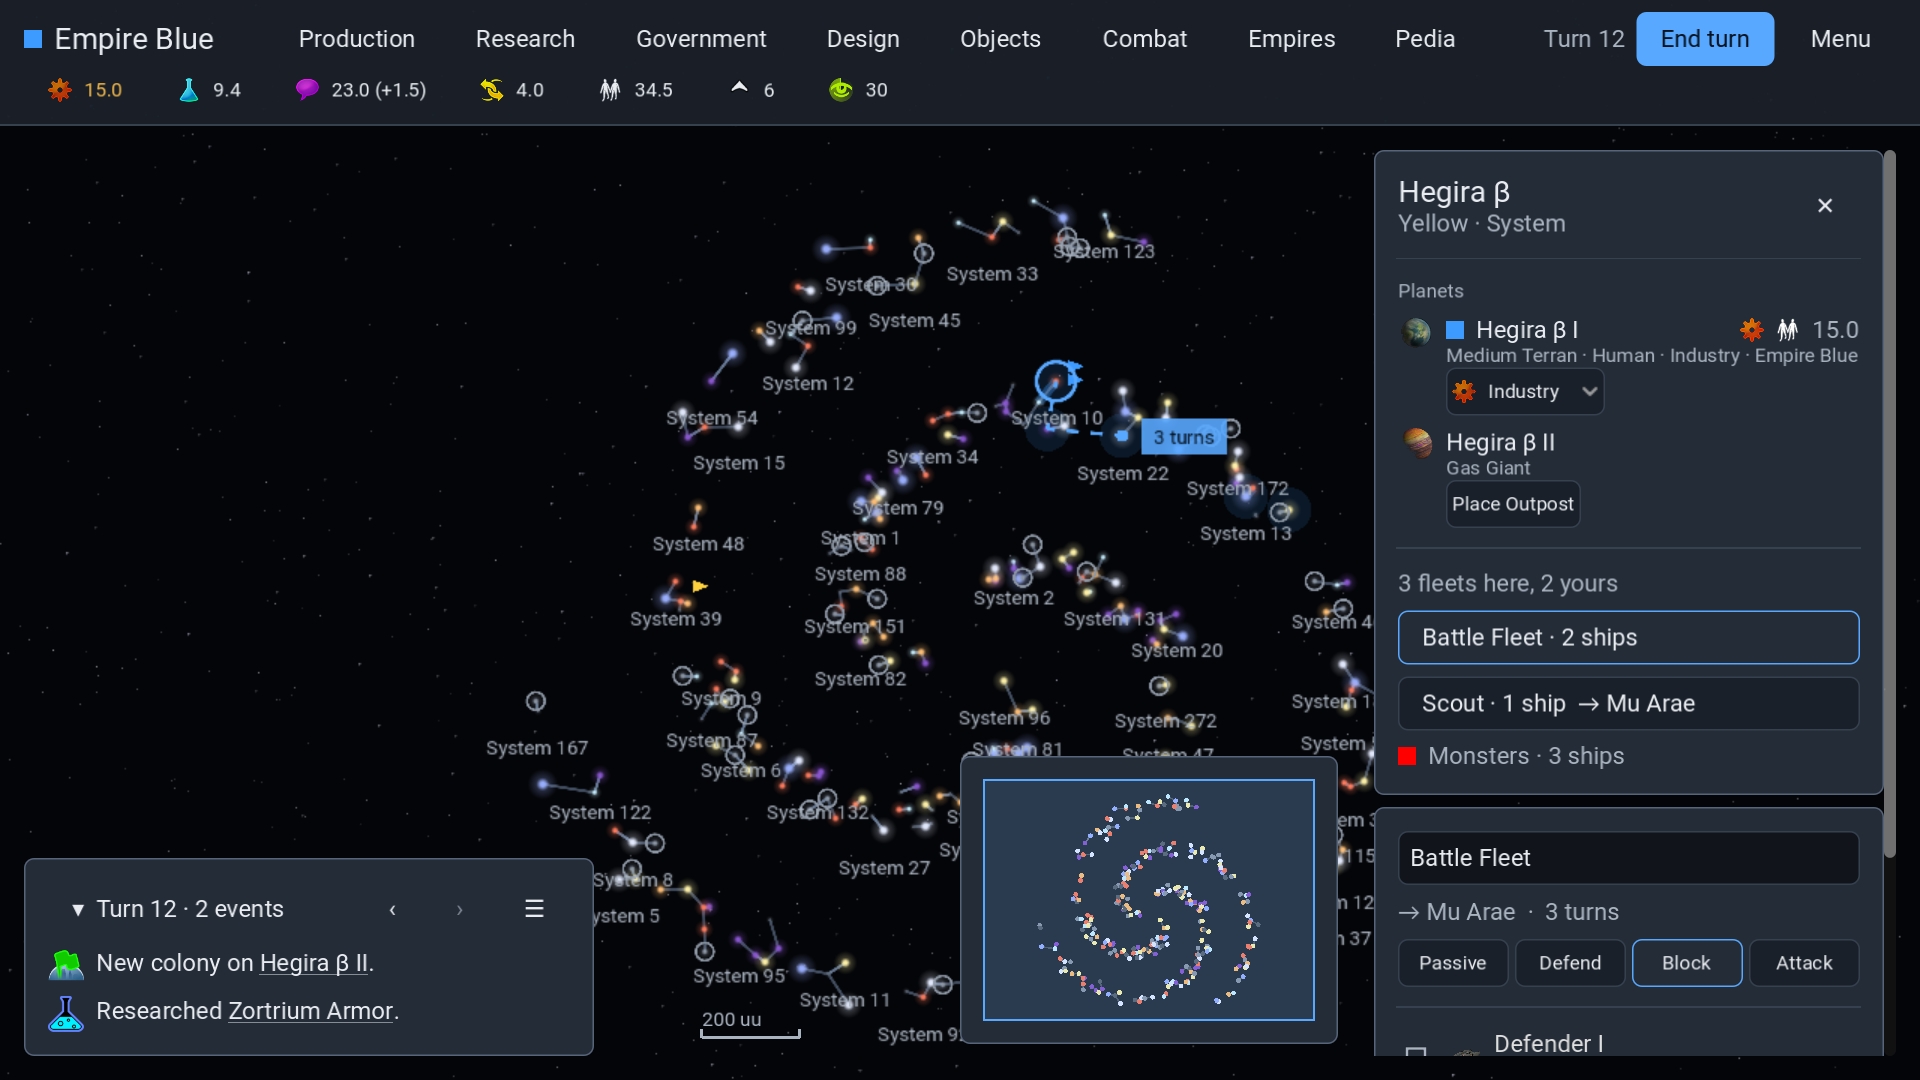 Empire Blue
Production
Research
Government
Design
Objects
Combat
Empires
Pedia
Turn 12
End turn
Menu
15.0
9.4
23.0 (+1.5)
4.0
34.5
6
30
System 123
System 33
System 30
System 45
System 99
System 12
System 54
System 15
System 10
System 34
3 turns
System 22
System 172
System 13
System 79
System 48
System 1
System 88
System 2
System 39
System 151
System 131
System 20
System 82
System 9
System 96
System 272
System 167
System 87
System 81
System 47
System 6
System 122
System 132
System 27
System 8
System 95
System 11
200 uu
Hegira β
Yellow · System
Planets
Hegira β I
15.0
Medium Terran · Human · Industry · Empire Blue
Industry
Hegira β II
Gas Giant
Place Outpost
3 fleets here, 2 yours
Battle Fleet · 2 ships
Scout · 1 ship → Mu Arae
Monsters · 3 ships
Battle Fleet
→ Mu Arae · 3 turns
Passive
Defend
Block
Attack
Defender I
▼ Turn 12 · 2 events
‹
›
☰
New colony on Hegira β II.
Researched Zortrium Armor.